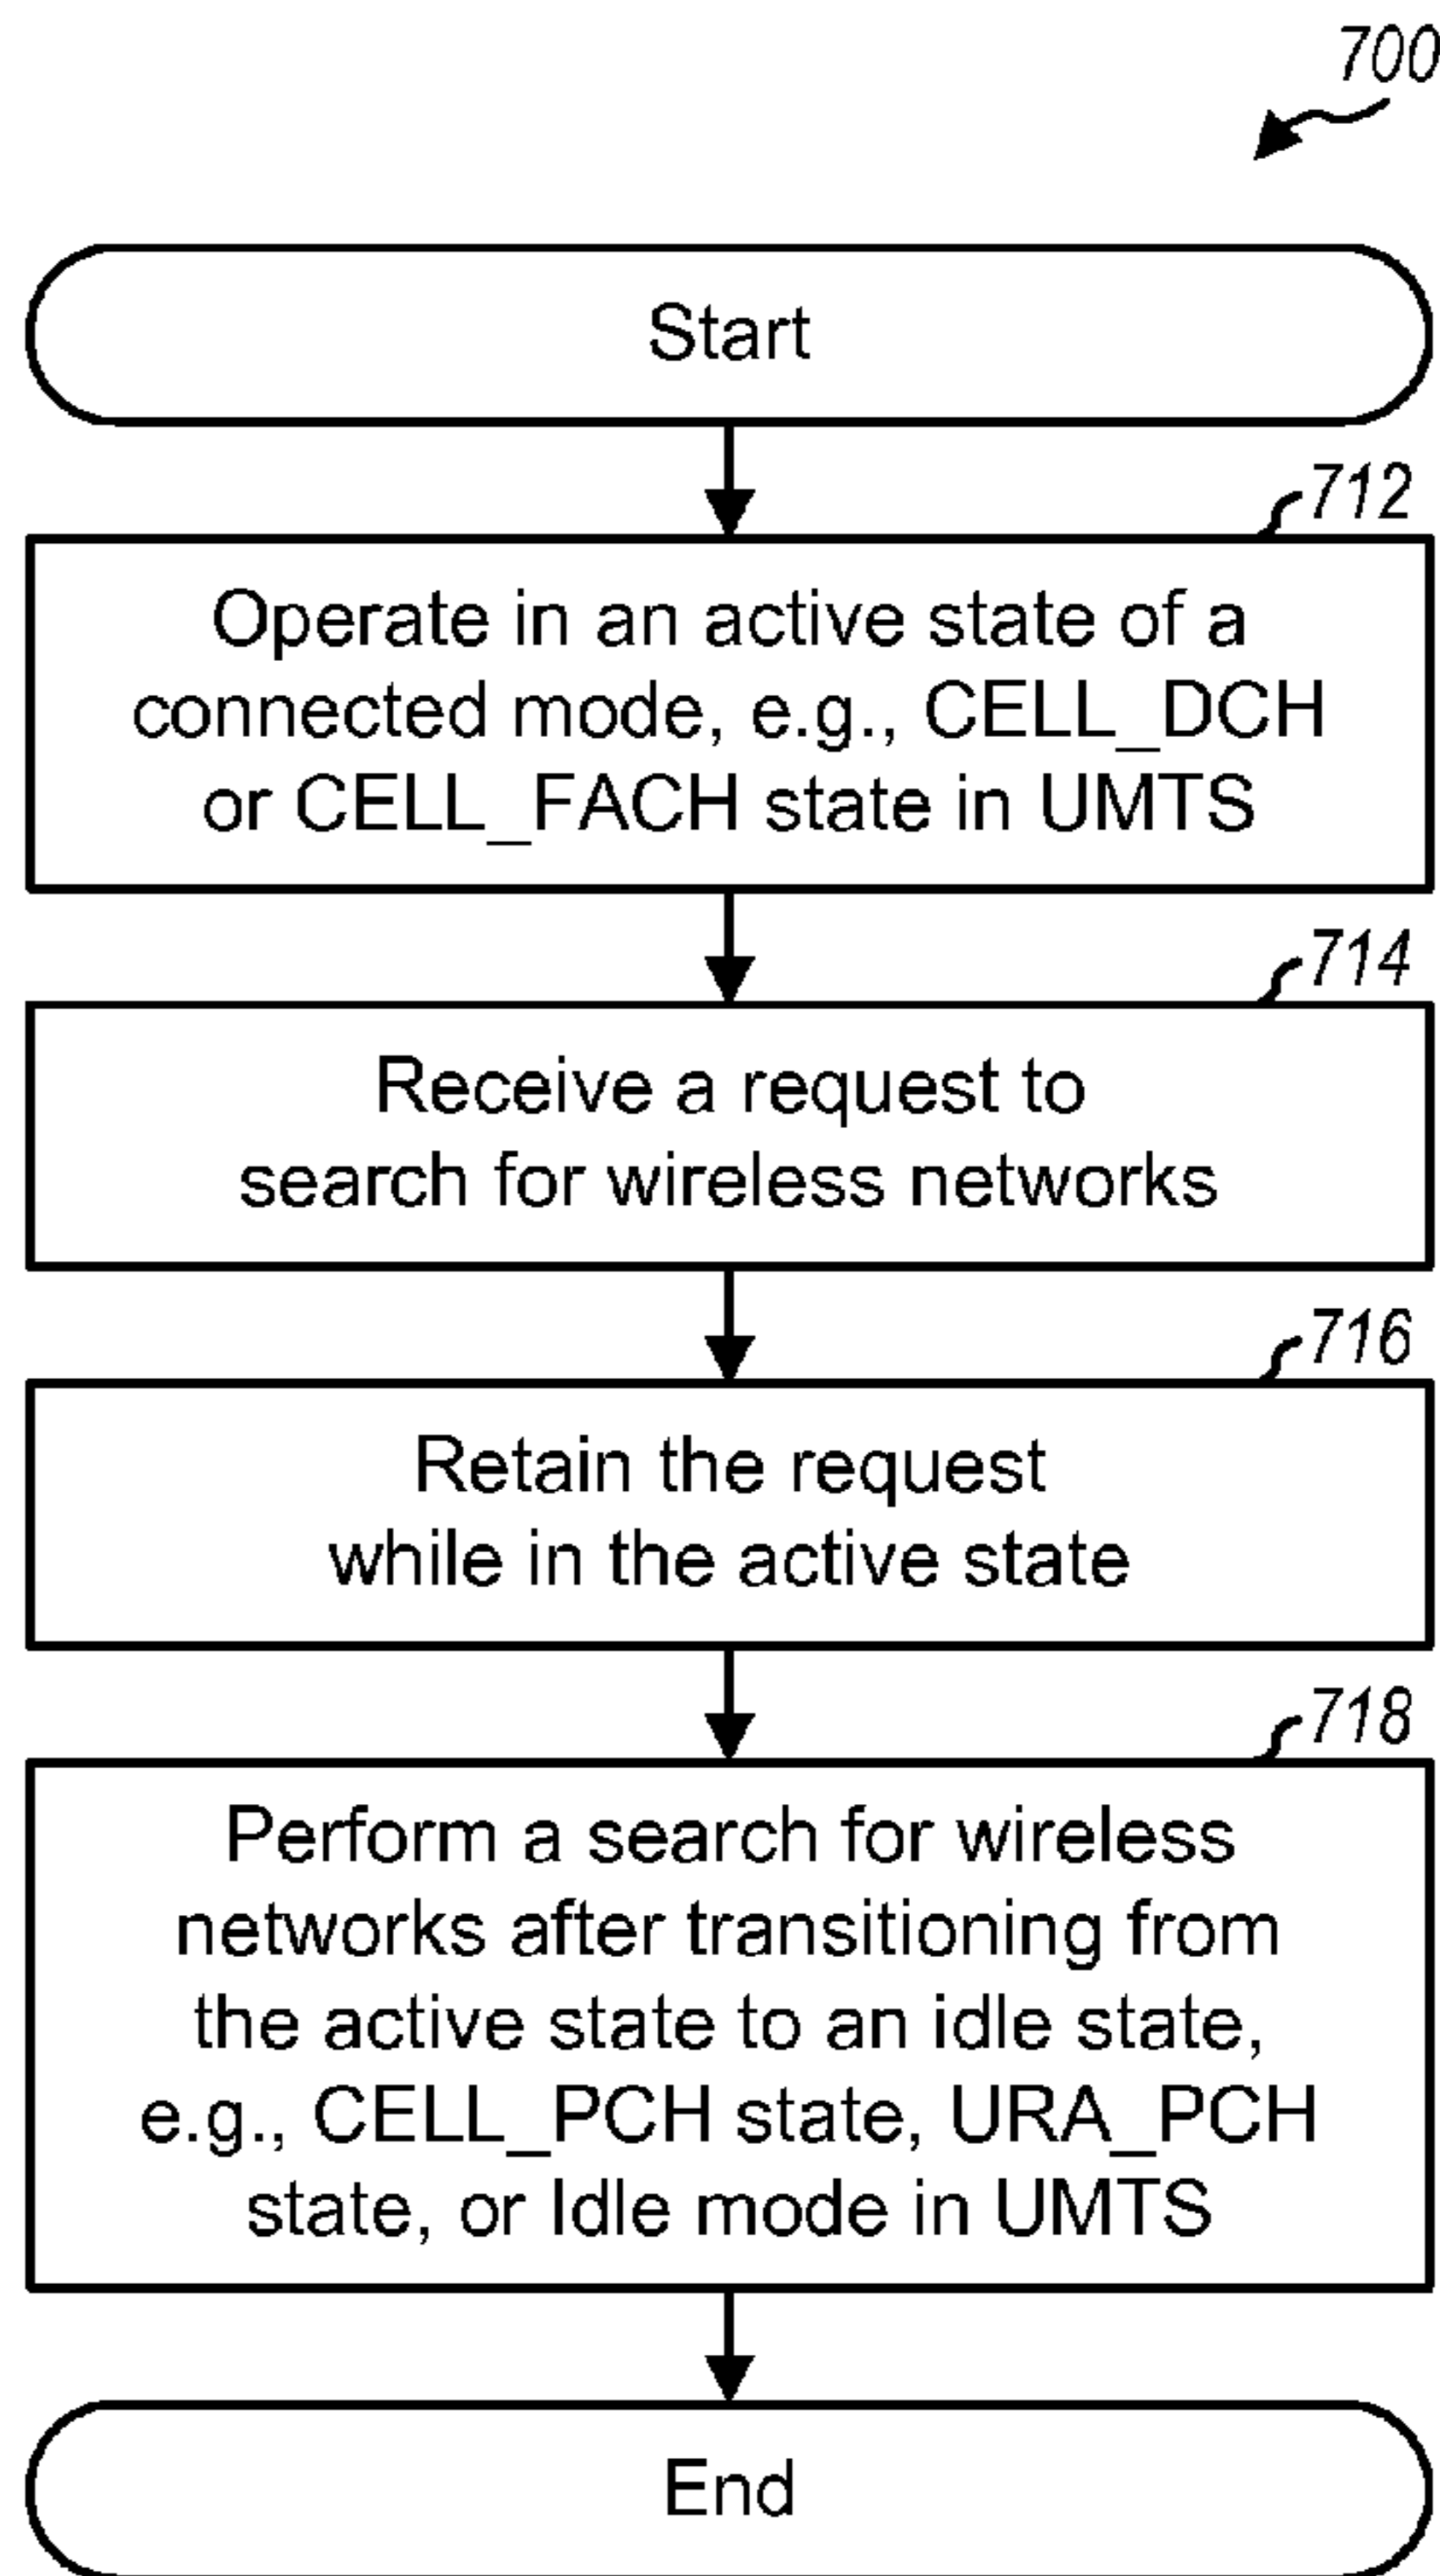 700
Start
712
Operate in an active state of a
connected mode, e.g., CELL_DCH
or CELL_FACH state in UMTS
714
Receive a request to
search for wireless networks
716
Retain the request
while in the active state
718
Perform a search for wireless
networks after transitioning from
the active state to an idle state,
e.g., CELL_PCH state, URA_PCH
state, or Idle mode in UMTS
End